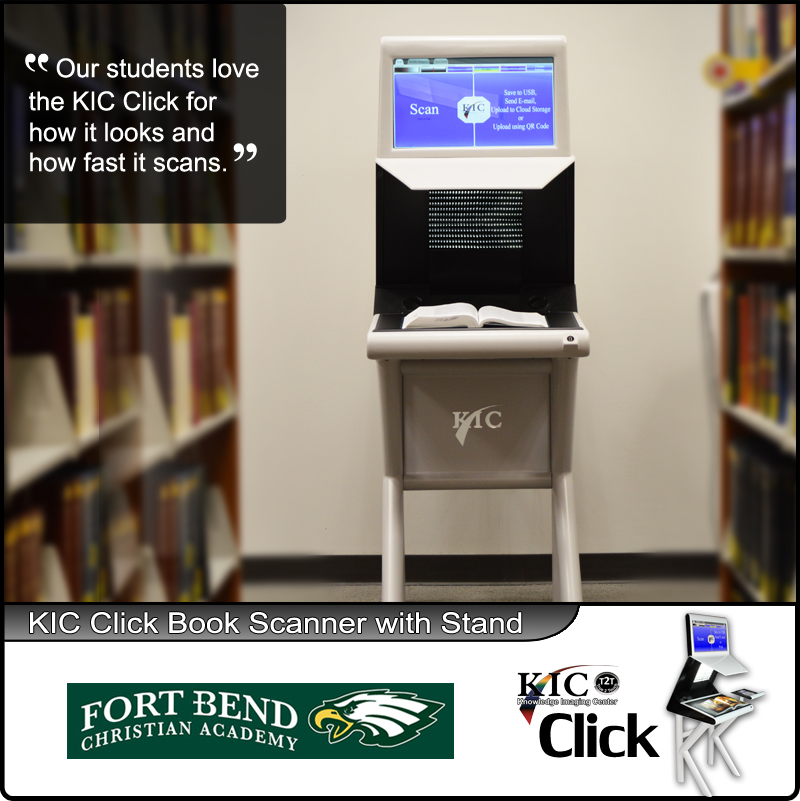 “ Our students love
the KIC Click for
how it looks and
how fast it scans. ”
Scan
KIC
Save to USB,
Send E-mail,
Upload to Cloud Storage
or
Upload using QR Code
KIC
KIC Click Book Scanner with Stand
FORT BEND
CHRISTIAN ACADEMY
KIC
T2T
Knowledge Imaging Center
Click